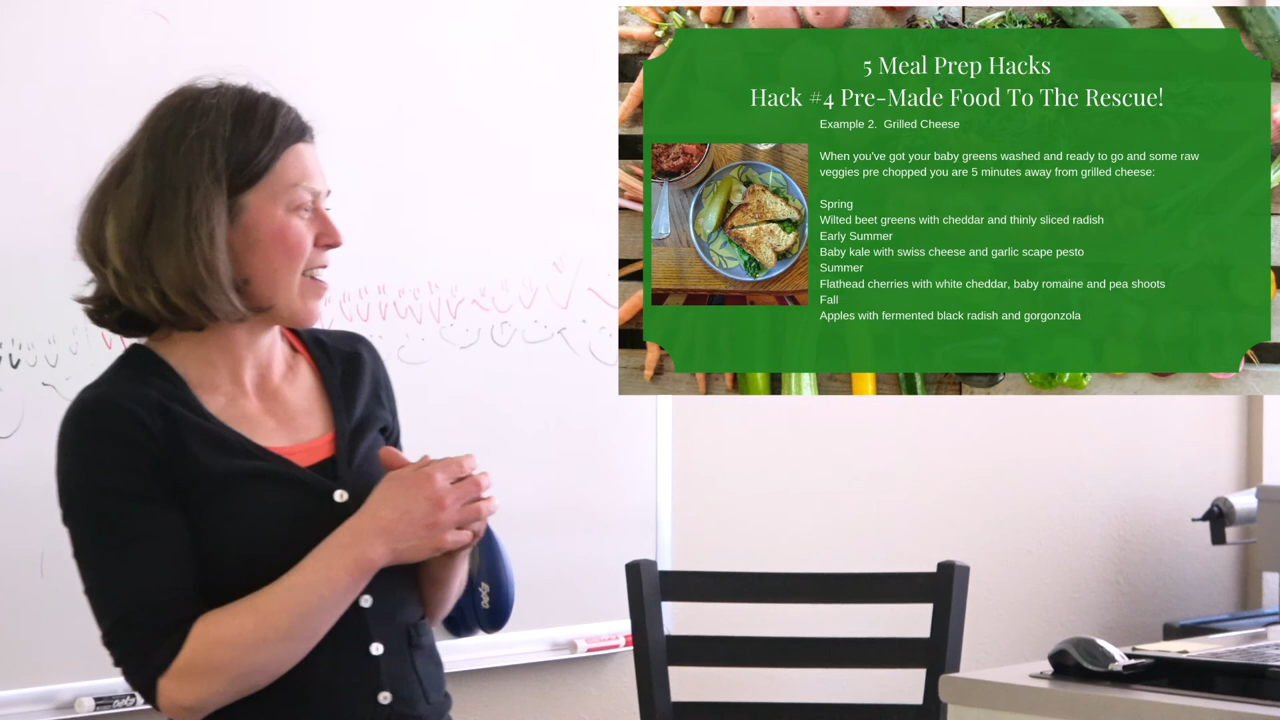 5 Meal Prep Hacks
Hack #4 Pre-Made Food To The Rescue!
Example 2.  Grilled Cheese
When you've got your baby greens washed and ready to go and some raw
veggies pre chopped you are 5 minutes away from grilled cheese:
Spring
Wilted beet greens with cheddar and thinly sliced radish
Early Summer
Baby kale with swiss cheese and garlic scape pesto
Summer
Flathead cherries with white cheddar, baby romaine and pea shoots
Fall
Apples with fermented black radish and gorgonzola
EXPO
EXPO